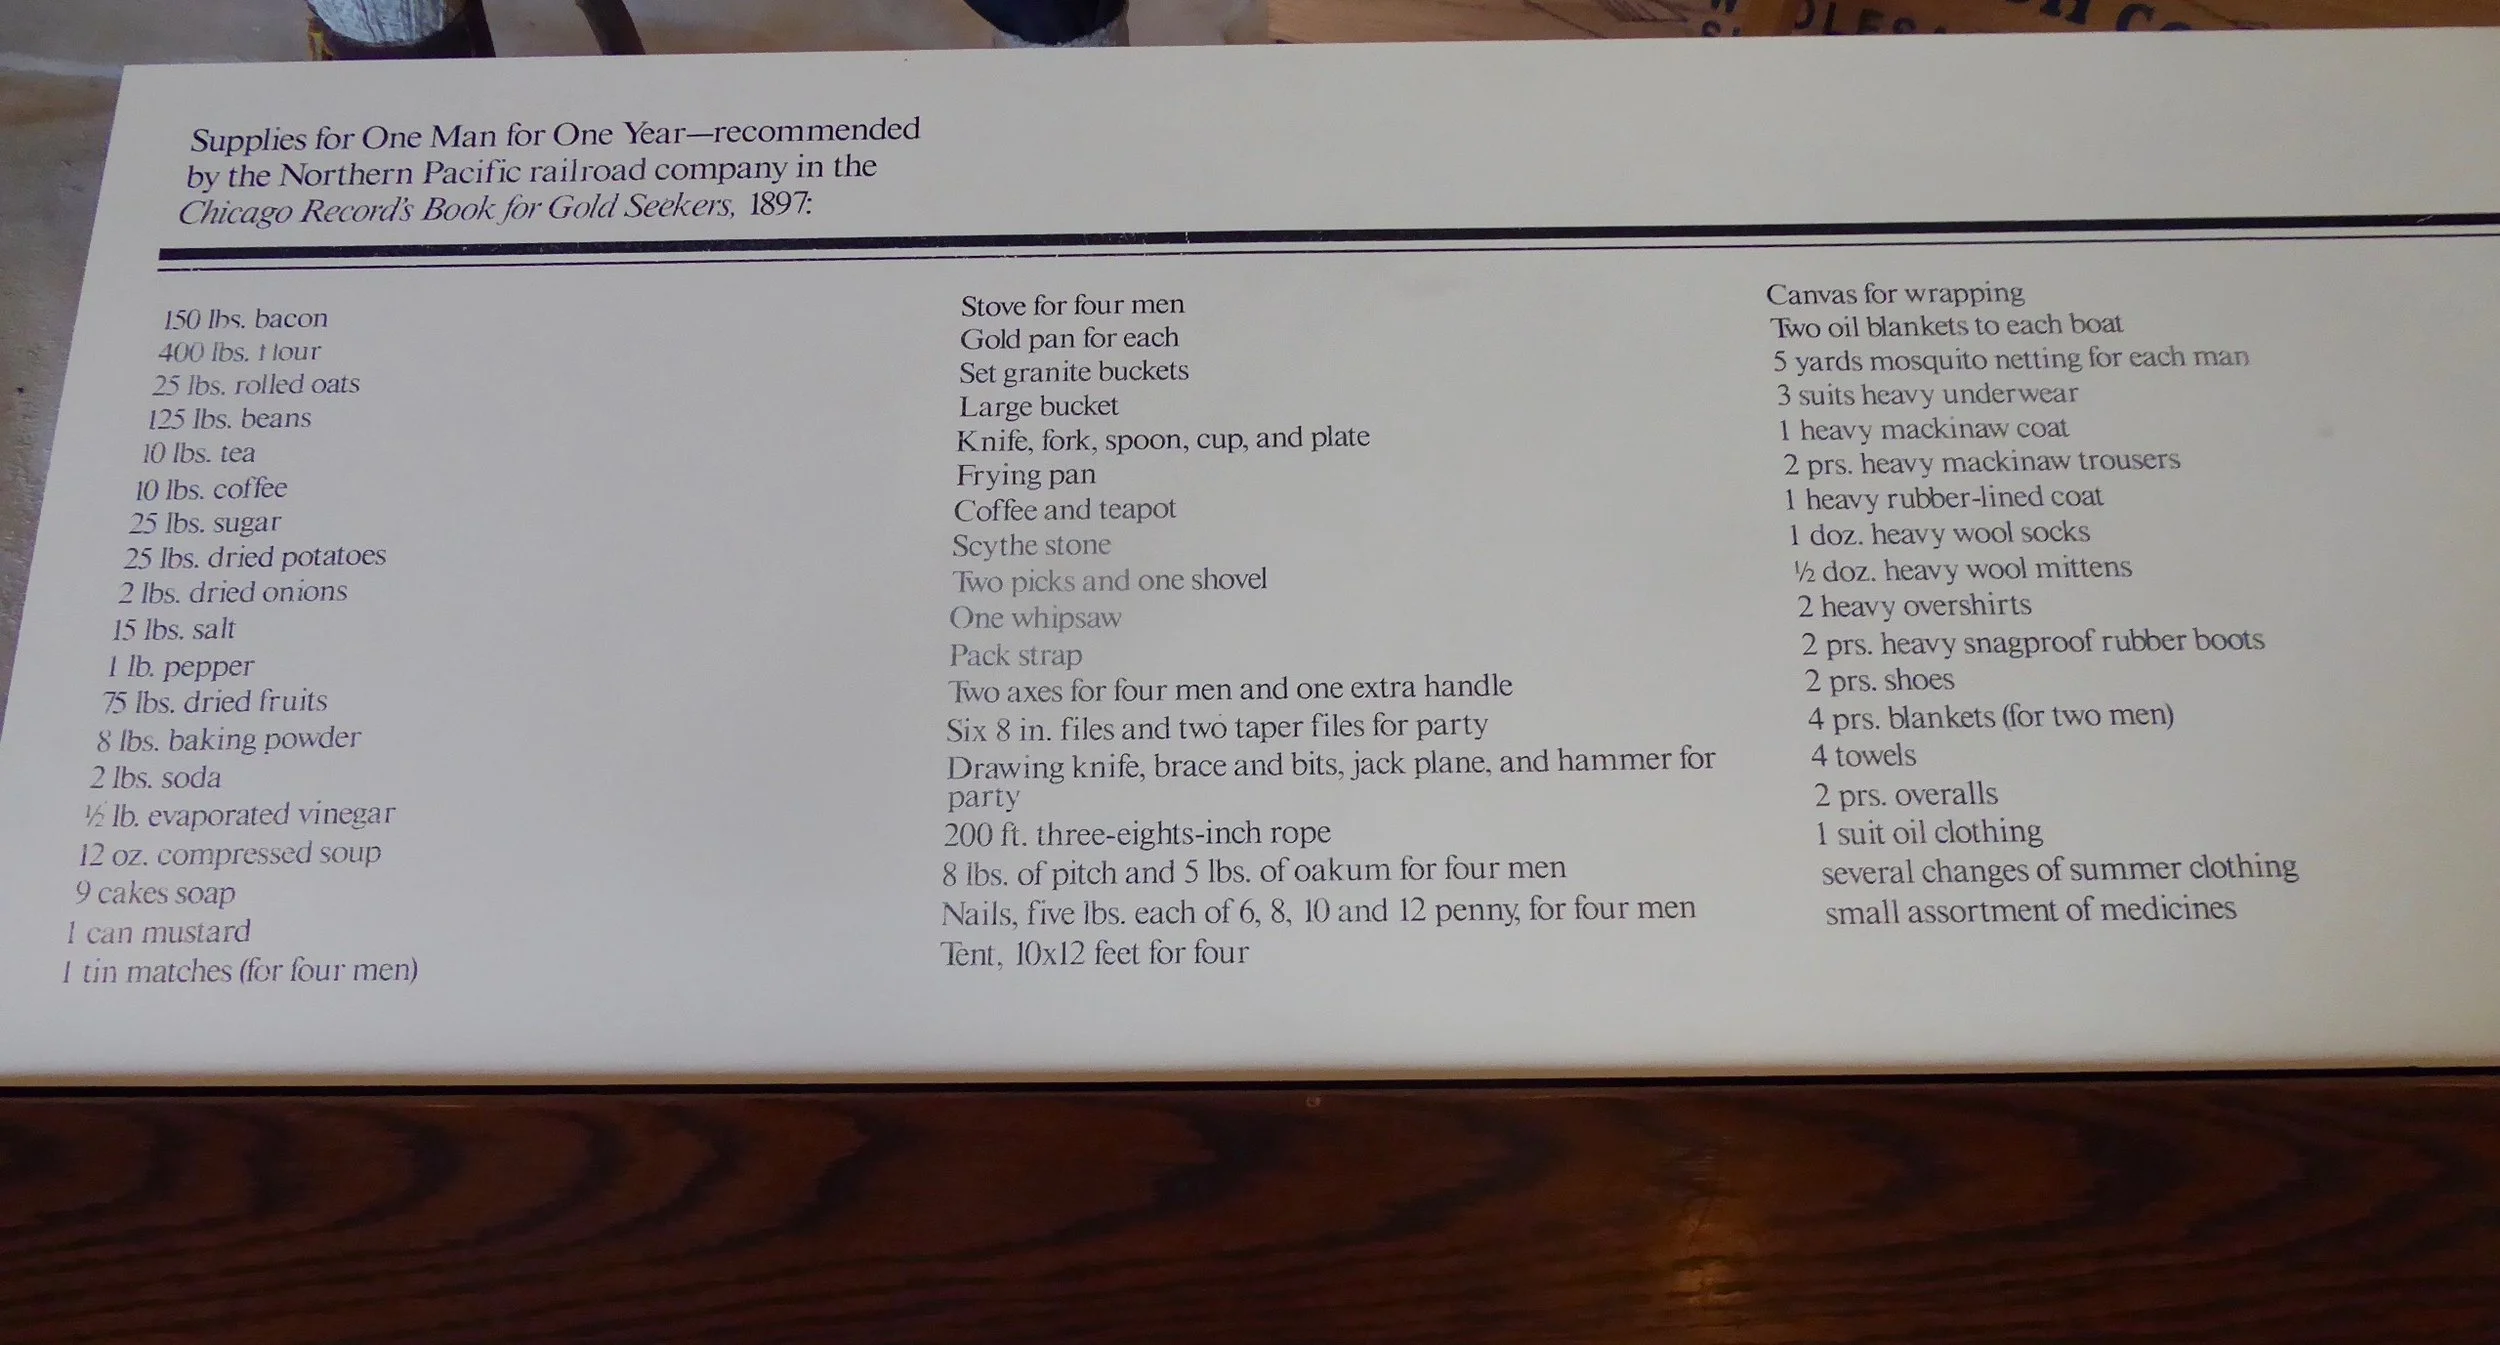 Supplies for One Man for One Year—recommended
by the Northern Pacific railroad company in the
Chicago Record's Book for Gold Seekers, 1897:
150 lbs. bacon
400 lbs. flour
25 lbs. rolled oats
125 lbs. beans
10 lbs. tea
10 lbs. coffee
25 lbs. sugar
25 lbs. dried potatoes
2 lbs. dried onions
15 lbs. salt
1 lb. pepper
75 lbs. dried fruits
8 lbs. baking powder
2 lbs. soda
½ lb. evaporated vinegar
12 oz. compressed soup
9 cakes soap
1 can mustard
1 tin matches (for four men)
Stove for four men
Gold pan for each
Set granite buckets
Large bucket
Knife, fork, spoon, cup, and plate
Frying pan
Coffee and teapot
Scythe stone
Two picks and one shovel
One whipsaw
Pack strap
Two axes for four men and one extra handle
Six 8 in. files and two taper files for party
Drawing knife, brace and bits, jack plane, and hammer for
party
200 ft. three-eights-inch rope
8 lbs. of pitch and 5 lbs. of oakum for four men
Nails, five lbs. each of 6, 8, 10 and 12 penny, for four men
Tent, 10x12 feet for four
Canvas for wrapping
Two oil blankets to each boat
5 yards mosquito netting for each man
3 suits heavy underwear
1 heavy mackinaw coat
2 prs. heavy mackinaw trousers
1 heavy rubber-lined coat
1 doz. heavy wool socks
½ doz. heavy wool mittens
2 heavy overshirts
2 prs. heavy snagproof rubber boots
2 prs. shoes
4 prs. blankets (for two men)
4 towels
2 prs. overalls
1 suit oil clothing
several changes of summer clothing
small assortment of medicines